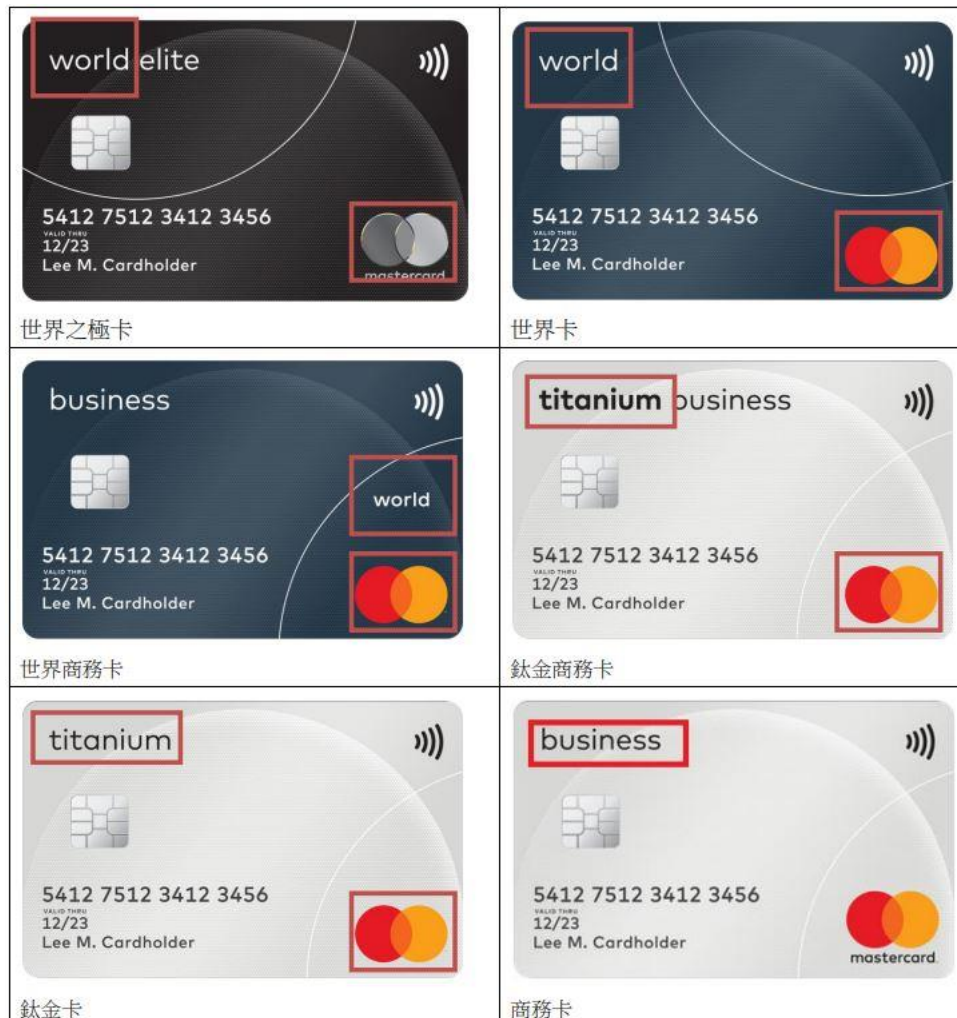 world elite
5412 7512 3412 3456
VALID THRU
12/23
Lee M. Cardholder
mastercard
世界之極卡
world
5412 7512 3412 3456
VALID THRU
12/23
Lee M. Cardholder
世界卡
business
world
5412 7512 3412 3456
VALID THRU
12/23
Lee M. Cardholder
世界商務卡
titanium business
5412 7512 3412 3456
VALID THRU
12/23
Lee M. Cardholder
鈦金商務卡
titanium
5412 7512 3412 3456
VALID THRU
12/23
Lee M. Cardholder
鈦金卡
business
5412 7512 3412 3456
VALID THRU
12/23
Lee M. Cardholder
mastercard.
商務卡